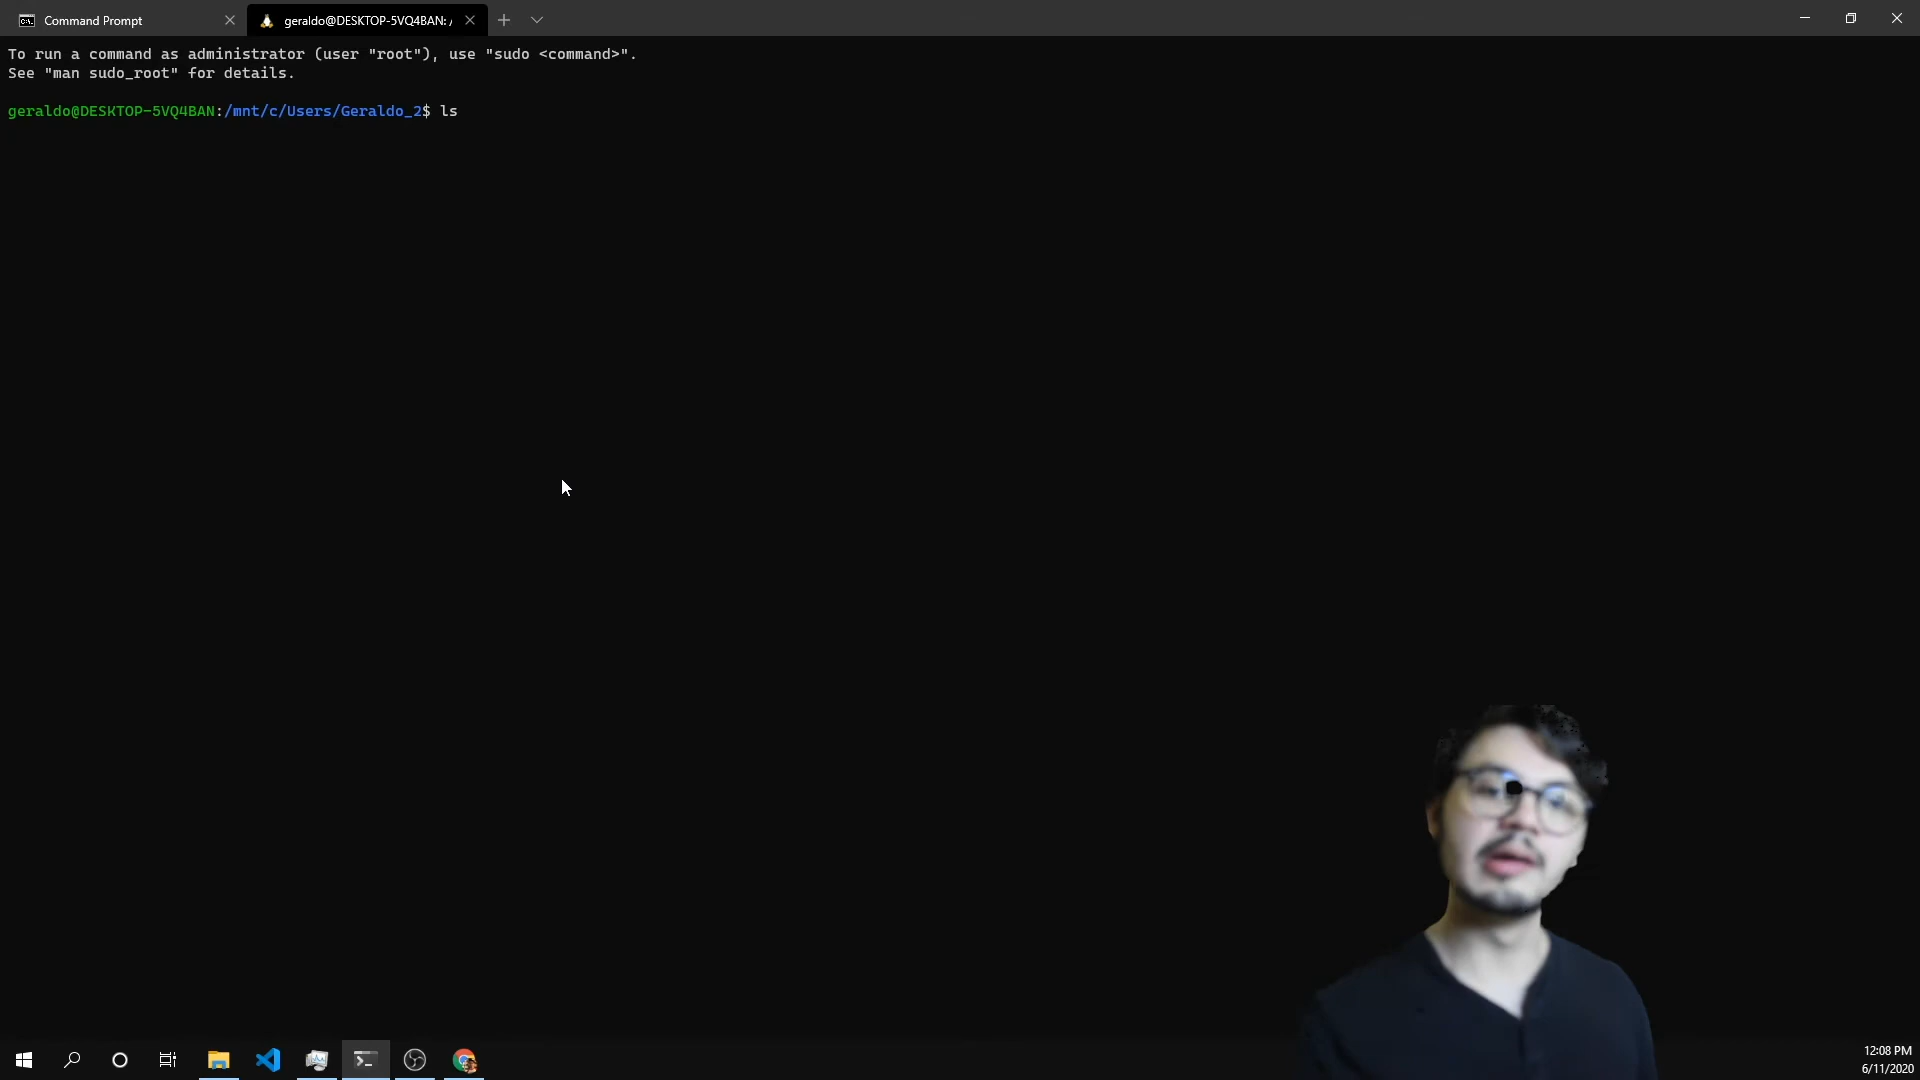 Command Prompt
geraldo@DESKTOP-5VQ4BAN: /
To run a command as administrator (user "root"), use "sudo <command>".
See "man sudo_root" for details.
geraldo@DESKTOP-5VQ4BAN:/mnt/c/Users/Geraldo_2$ ls
12:08 PM
6/11/2020